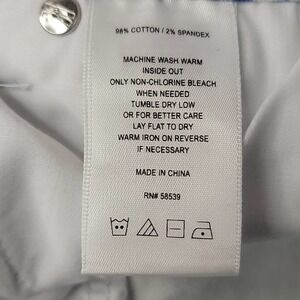 98% COTTON / 2% SPANDEX
MACHINE WASH WARM
INSIDE OUT
ONLY NON-CHLORINE BLEACH
WHEN NEEDED
TUMBLE DRY LOW
OR FOR BETTER CARE
LAY FLAT TO DRY
WARM IRON ON REVERSE
IF NECESSARY
MADE IN CHINA
RN# 58539